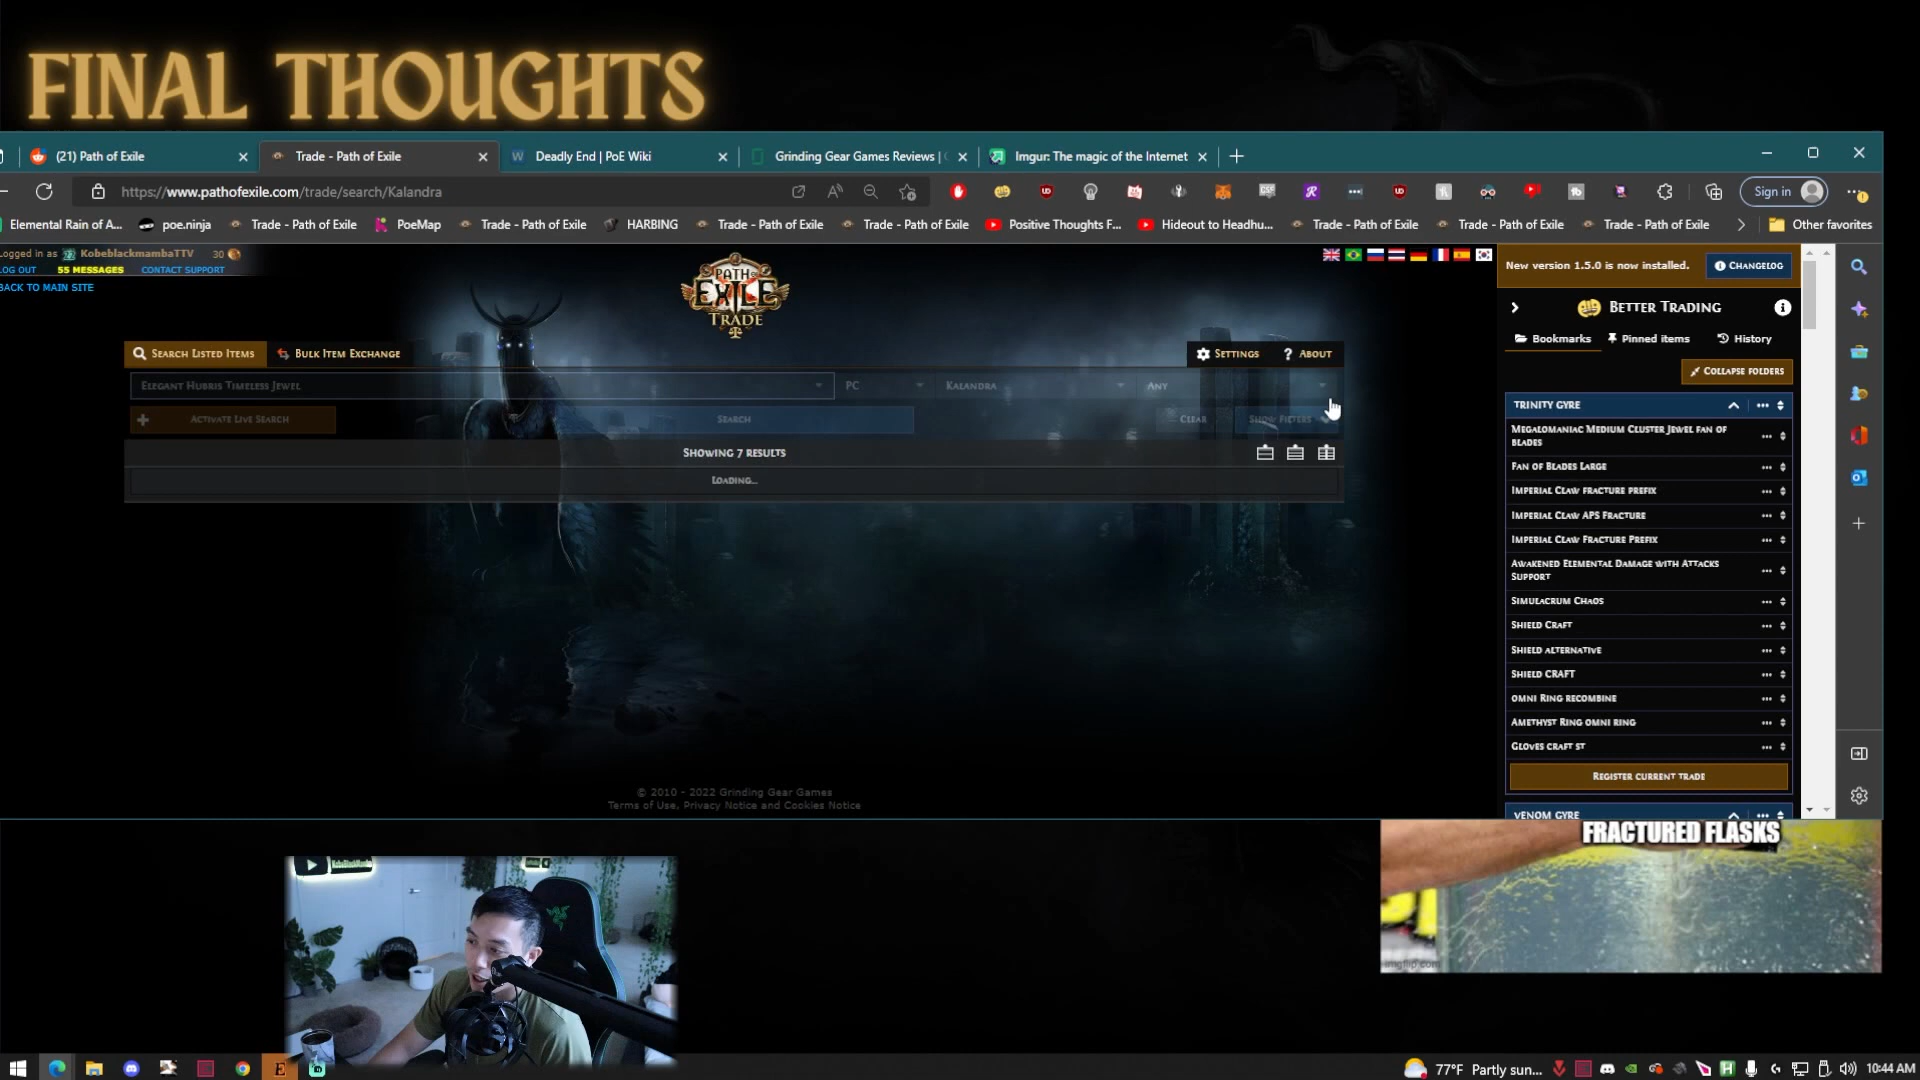 FINAL THOUGHTS
(21) Path of Exile
Trade - Path of Exile
Deadly End | PoE Wiki
Grinding Gear Games Reviews |
Imgur: The magic of the Internet
https://www.pathofexile.com/trade/search/Kalandra
Sign in
Elemental Rain of A...
poe.ninja
Trade - Path of Exile
PoeMap
Trade - Path of Exile
HARBING
Trade - Path of Exile
Trade - Path of Exile
Positive Thoughts F...
Hideout to Headhu...
Trade - Path of Exile
Trade - Path of Exile
Trade - Path of Exile
Other favorites
Logged in as KobeblackmambaTTV 30
LOG OUT 55 MESSAGES CONTACT SUPPORT
BACK TO MAIN SITE
PATH OF EXILE TRADE
New version 1.5.0 is now installed. CHANGELOG
BETTER TRADING
Bookmarks Pinned items History
COLLAPSE FOLDERS
SEARCH LISTED ITEMS
BULK ITEM EXCHANGE
SETTINGS
? ABOUT
ELEGANT HUBRIS TIMELESS JEWEL
PC
KALANDRA
ANY
ACTIVATE LIVE SEARCH
SEARCH
CLEAR
SHOW FILTERS
SHOWING 7 RESULTS
LOADING...
TRINITY GYRE
MEGALOMANIAC MEDIUM CLUSTER JEWEL FAN OF
BLADES
FAN OF BLADES LARGE
IMPERIAL CLAW FRACTURE PREFIX
IMPERIAL CLAW APS FRACTURE
IMPERIAL CLAW FRACTURE PREFIX
AWAKENED ELEMENTAL DAMAGE WITH ATTACKS
SUPPORT
SIMULACRUM CHAOS
SHIELD CRAFT
SHIELD ALTERNATIVE
SHIELD CRAFT
OMNI RING RECOMBINE
AMETHYST RING OMNI RING
GLOVES CRAFT ST
REGISTER CURRENT TRADE
VENOM GYRE
© 2010 - 2022 Grinding Gear Games
Terms of Use, Privacy Notice and Cookies Notice
FRACTURED FLASKS
imgflip.com
77°F Partly sun...
10:44 AM